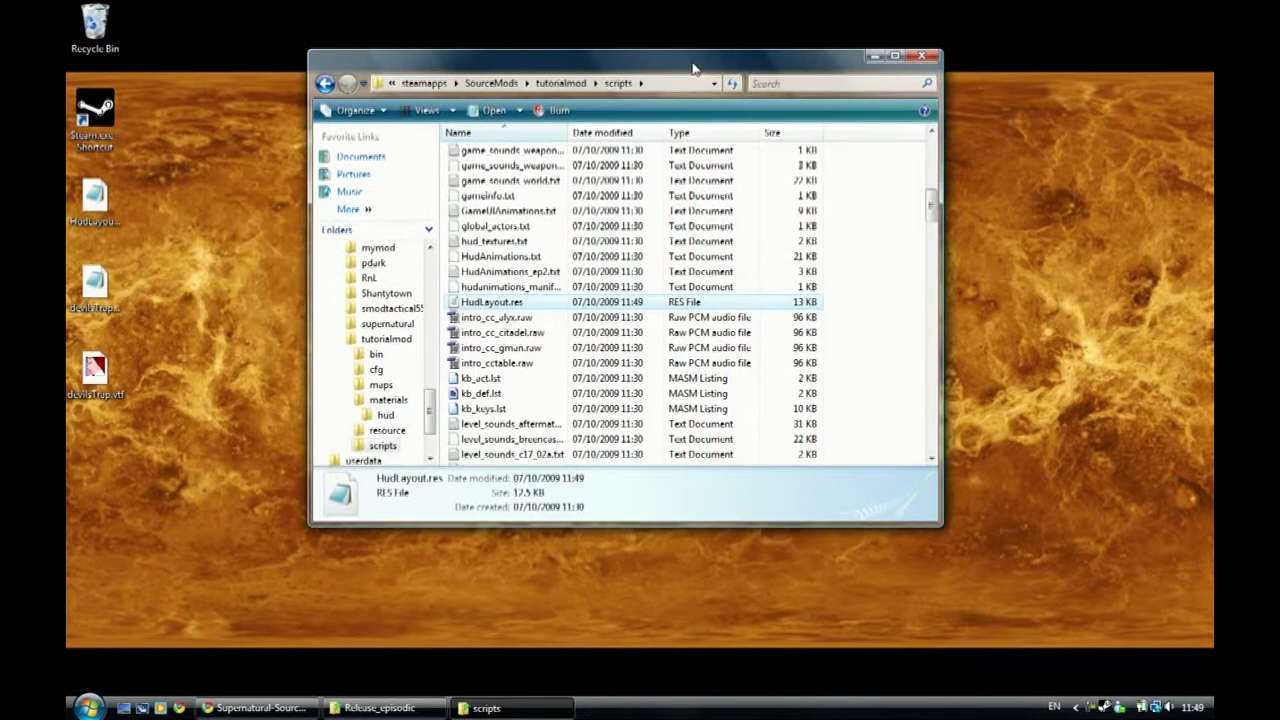 Recycle Bin
Steam.exe
Shortcut
HudLayou...
devilsTrap...
devilsTrap.vtf
« steamapps SourceMods tutorialmod scripts
Search
Organize Views Open Burn
Favorite Links
Documents
Pictures
Music
More »
Folders
mymod
pdark
RnL
Shantytown
smodtactical55
supernatural
tutorialmod
bin
cfg
maps
materials
hud
resource
scripts
userdata
Name Date modified Type Size
game_sounds_weapon... 07/10/2009 11:30 Text Document 1 KB
game_sounds_weapon... 07/10/2009 11:30 Text Document 3 KB
game_sounds_world.txt 07/10/2009 11:30 Text Document 22 KB
gameinfo.txt 07/10/2009 11:30 Text Document 1 KB
GameUIAnimations.txt 07/10/2009 11:30 Text Document 9 KB
global_actors.txt 07/10/2009 11:30 Text Document 1 KB
hud_textures.txt 07/10/2009 11:30 Text Document 2 KB
HudAnimations.txt 07/10/2009 11:30 Text Document 21 KB
HudAnimations_ep2.txt 07/10/2009 11:30 Text Document 3 KB
hudanimations_manif... 07/10/2009 11:30 Text Document 1 KB
HudLayout.res 07/10/2009 11:49 RES File 13 KB
intro_cc_alyx.raw 07/10/2009 11:30 Raw PCM audio file 96 KB
intro_cc_citadel.raw 07/10/2009 11:30 Raw PCM audio file 96 KB
intro_cc_gman.raw 07/10/2009 11:30 Raw PCM audio file 96 KB
intro_cctable.raw 07/10/2009 11:30 Raw PCM audio file 96 KB
kb_act.lst 07/10/2009 11:30 MASM Listing 2 KB
kb_def.lst 07/10/2009 11:30 MASM Listing 2 KB
kb_keys.lst 07/10/2009 11:30 MASM Listing 10 KB
level_sounds_aftermat... 07/10/2009 11:30 Text Document 31 KB
level_sounds_breencas... 07/10/2009 11:30 Text Document 22 KB
level_sounds_c17_02a.txt 07/10/2009 11:30 Text Document 2 KB
HudLayout.res Date modified: 07/10/2009 11:49
RES File Size: 12.5 KB
Date created: 07/10/2009 11:30
Supernatural-Sourc... Release_episodic scripts EN 11:49